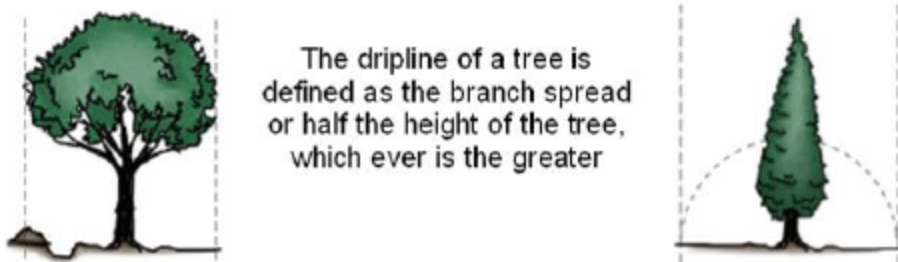 The dripline of a tree is
defined as the branch spread
or half the height of the tree,
which ever is the greater